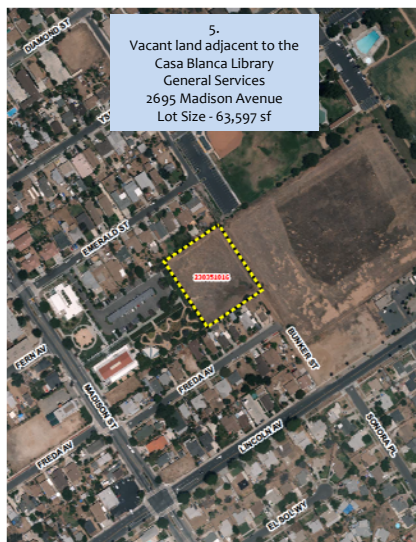 5.
Vacant land adjacent to the
Casa Blanca Library
General Services
2695 Madison Avenue
Lot Size - 63,597 sf
DIAMOND ST
EMERALD ST
230351016
FERN AV
MADISON ST
FREDA AV
BUNKER ST
FREDA AV
LINCOLN AV
SONORA PL
EL SOL WY